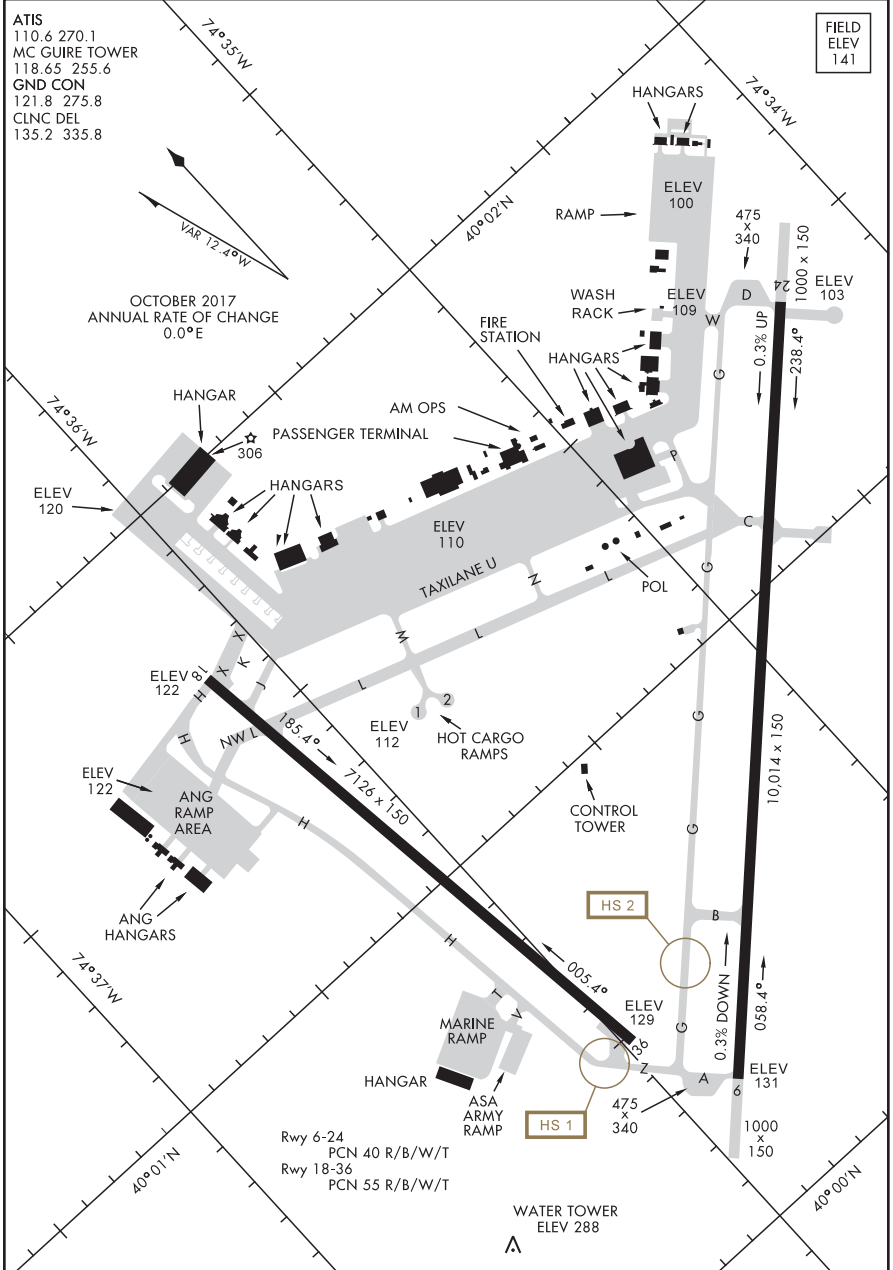 ATIS
110.6 270.1
MC GUIRE TOWER
118.65 255.6
GND CON
121.8 275.8
CLNC DEL
135.2 335.8
74°35'W
FIELD
ELEV
141
74°34'W
HANGARS
ELEV
100
RAMP
40°02'N
475
x
340
1000 x 150
VAR 12.4°W
OCTOBER 2017
ANNUAL RATE OF CHANGE
0.0°E
WASH
RACK
ELEV
109
D
24
ELEV
103
W
FIRE
STATION
HANGARS
0.3% UP
238.4°
G
74°36'W
HANGAR
306
AM OPS
PASSENGER TERMINAL
P
HANGARS
ELEV
120
ELEV
110
C
TAXILANE U
N
L
POL
G
M
L
X
K
X
J
18
ELEV
122
H
L
1
2
ELEV
112
HOT CARGO
RAMPS
G
H
NW L
185.4°
7126 x 150
10,014 x 150
ELEV
122
ANG
RAMP
AREA
H
CONTROL
TOWER
G
ANG
HANGARS
HS 2
B
H
74°37'W
005.4°
0.3% DOWN
058.4°
T
V
MARINE
RAMP
ELEV
129
36
G
Z
A
6
ELEV
131
HANGAR
ASA
ARMY
RAMP
HS 1
475
x
340
1000
x
150
Rwy 6-24
PCN 40 R/B/W/T
Rwy 18-36
PCN 55 R/B/W/T
40°01'N
40°00'N
WATER TOWER
ELEV 288